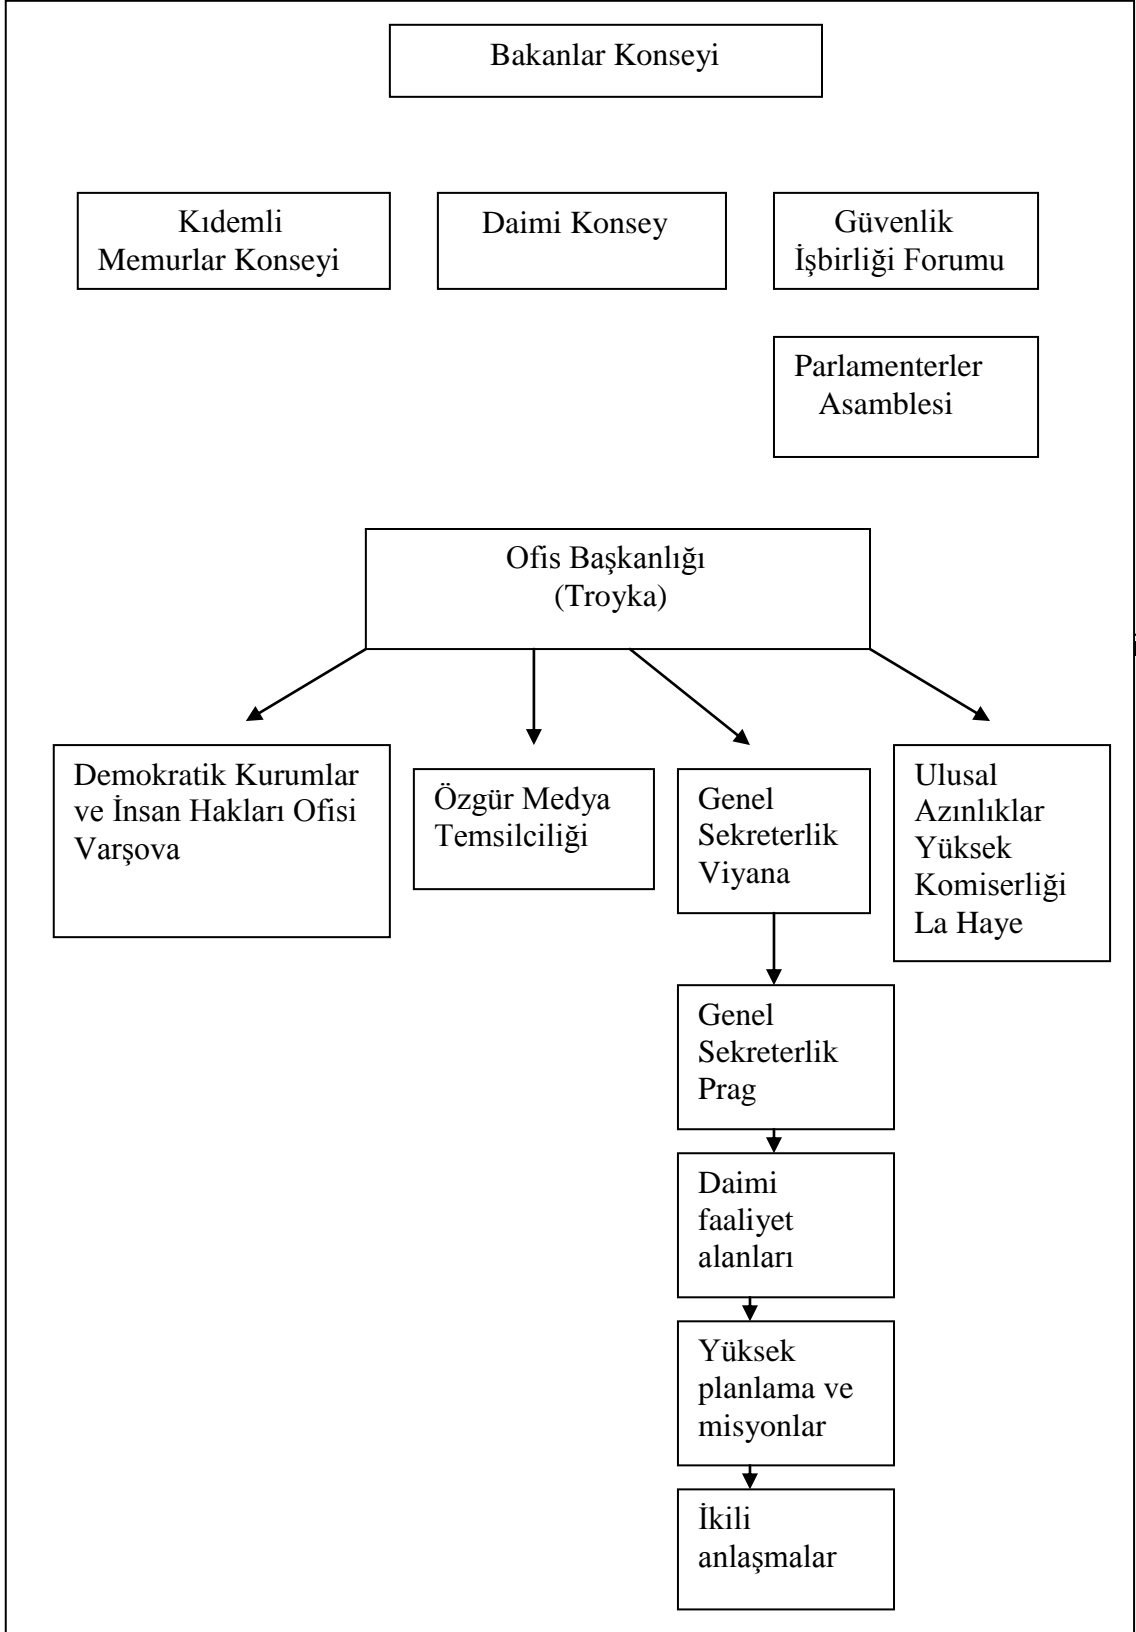 Bakanlar Konseyi
Kıdemli
Memurlar Konseyi
Daimi Konsey
Güvenlik
İşbirliği Forumu
Parlamenterler
Asamblesi
Ofis Başkanlığı
(Troyka)
Demokratik Kurumlar
ve İnsan Hakları Ofisi
Varşova
Özgür Medya
Temsilciliği
Genel
Sekreterlik
Viyana
Ulusal
Azınlıklar
Yüksek
Komiserliği
La Haye
Genel
Sekreterlik
Prag
Daimi
faaliyet
alanları
Yüksek
planlama ve
misyonlar
İkili
anlaşmalar